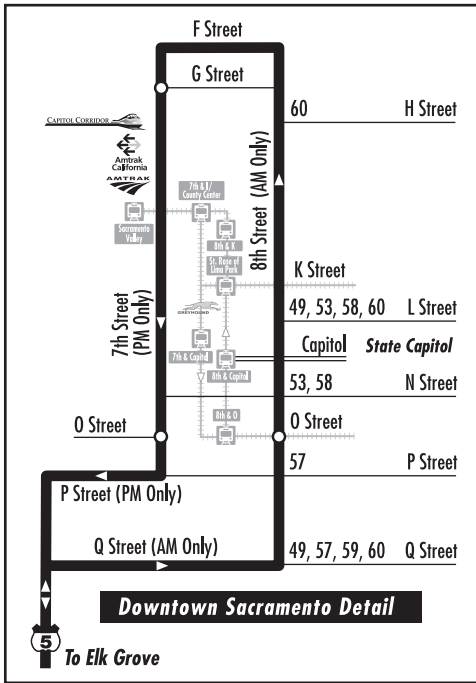 F Street
G Street
60 H Street
CAPITOL CORRIDOR
Amtrak
California
AMTRAK
7th & I/
County Center
8th Street (AM Only)
Sacramento
Valley
8th & K
St. Rose of
Lima Park
K Street
7th Street
(PM Only)
GREYHOUND
49, 53, 58, 60 L Street
7th & Capitol
8th & Capitol
Capitol State Capitol
53, 58 N Street
8th & O
O Street
O Street
57 P Street
P Street (PM Only)
Q Street (AM Only)
49, 57, 59, 60 Q Street
Downtown Sacramento Detail
5
To Elk Grove